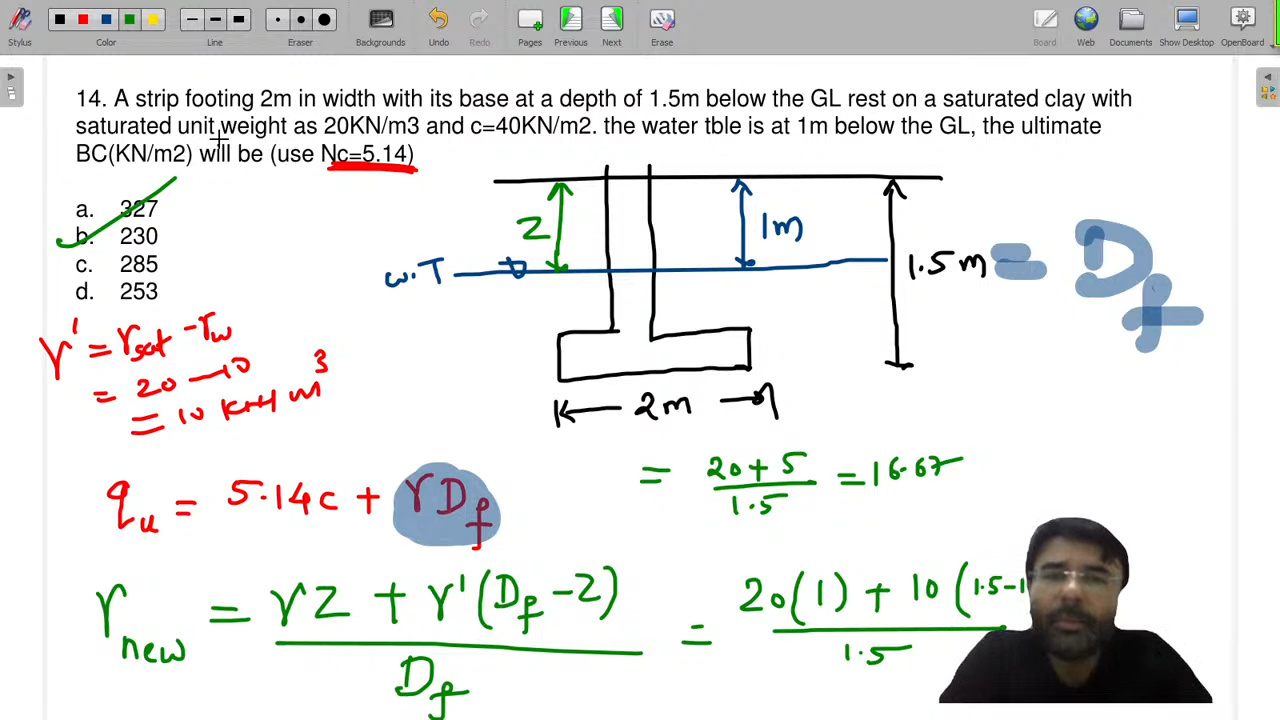 Stylus
Color
Line
Eraser
Backgrounds
Undo
Redo
Pages
Previous
Next
Erase
Board
Web
Documents
Show Desktop
OpenBoard
14. A strip footing 2m in width with its base at a depth of 1.5m below the GL rest on a saturated clay with
saturated unit weight as 20KN/m3 and c=40KN/m2. the water tble is at 1m below the GL, the ultimate
BC(KN/m2) will be (use Nc=5.14)
a. 327
b. 230
c. 285
d. 253
Z
1m
W.T
1.5m = Df
2m
γ' = γsat - γw
= 20 - 10
= 10 KN/m³
= 20 + 5 / 1.5 = 16.67
qu = 5.14c + γDf
γnew = γZ + γ'(Df - Z) / Df = 20(1) + 10(1.5-1 / 1.5